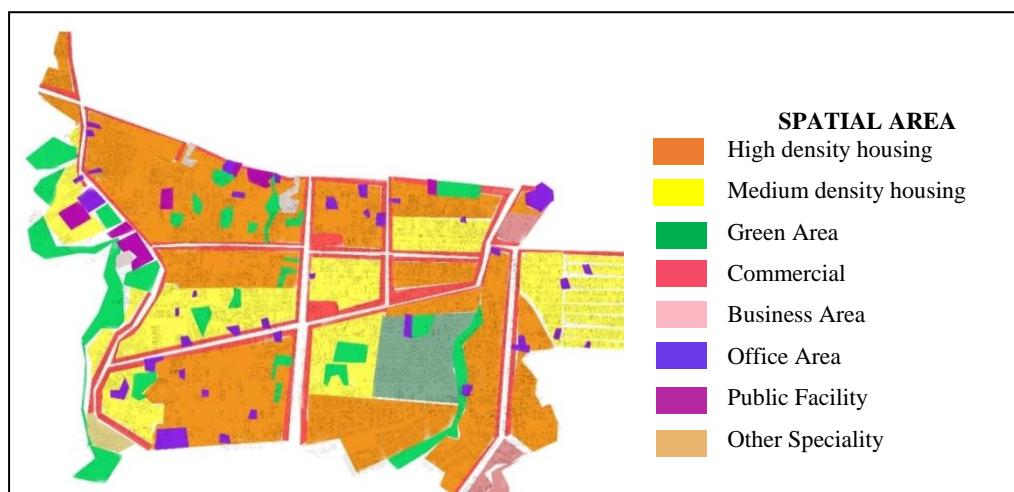 SPATIAL AREA
High density housing
Medium density housing
Green Area
Commercial
Business Area
Office Area
Public Facility
Other Speciality